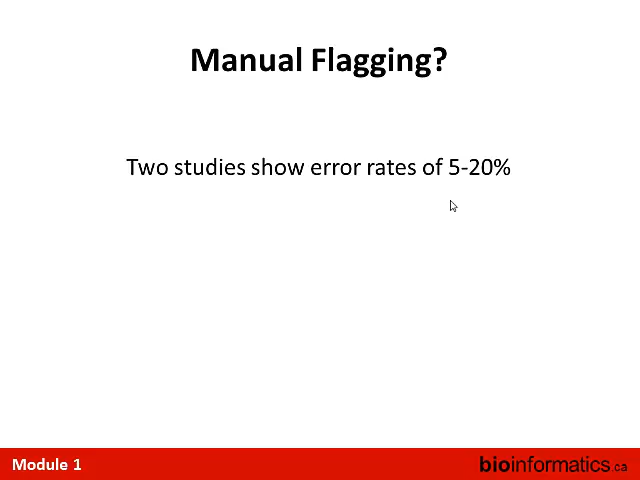 Manual Flagging?
Two studies show error rates of 5-20%
Module 1
bioinformatics.ca